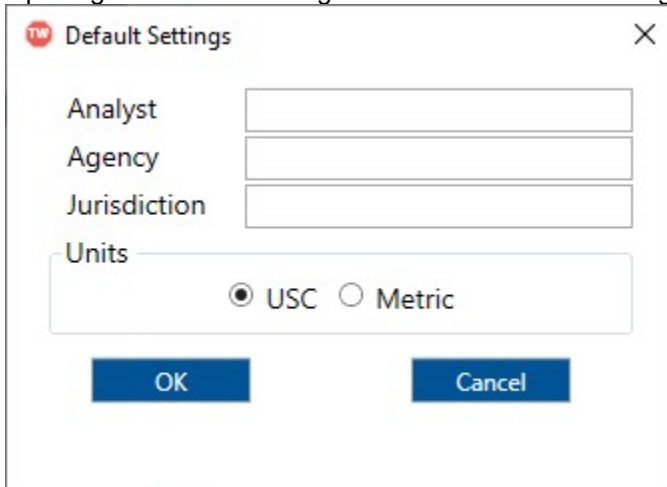 TW Default Settings
Analyst
Agency
Jurisdiction
Units
USC Metric
OK Cancel